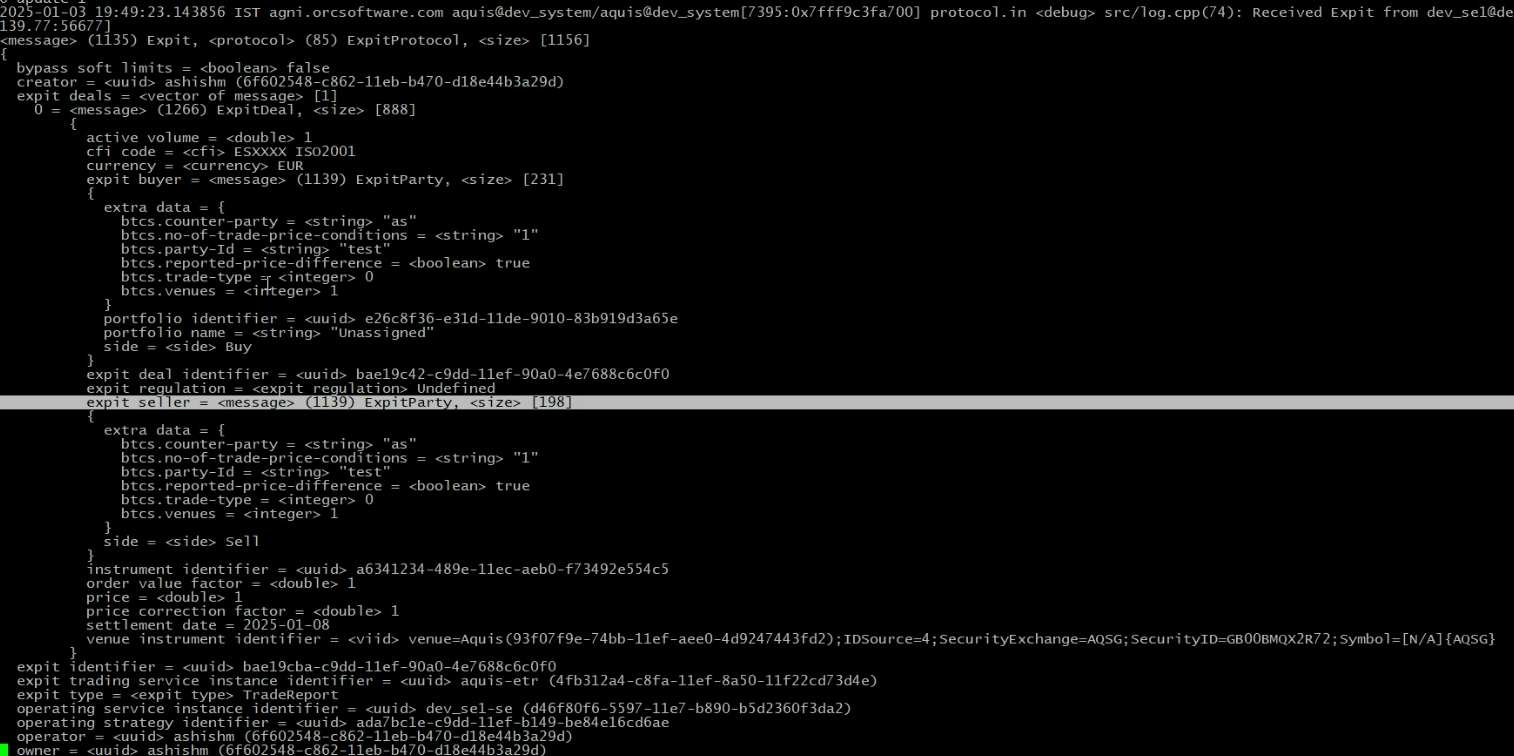 2025-01-03 19:49:23.143856 IST agni.orcsoftware.com aquis@dev_system/aquis@dev_system[7395:0x7fff9c3fa700] protocol.in <debug> src/log.cpp(74): Received Expit from dev_se1@de
139.77:56677]
<message> (1135) Expit, <protocol> (85) ExpitProtocol, <size> [1156]
{
bypass soft limits = <boolean> false
creator = <uuid> ashishm (6f602548-c862-11eb-b470-d18e44b3a29d)
expit deals = <vector of message> [1]
0 = <message> (1266) ExpitDeal, <size> [888]
{
active volume = <double> 1
cfi code = <cfi> ESXXXX ISO2001
currency = <currency> EUR
expit buyer = <message> (1139) ExpitParty, <size> [231]
{
extra data = {
btcs.counter-party = <string> "as"
btcs.no-of-trade-price-conditions = <string> "1"
btcs.party-Id = <string> "test"
btcs.reported-price-difference = <boolean> true
btcs.trade-type = <integer> 0
btcs.venues = <integer> 1
}
portfolio identifier = <uuid> e26c8f36-e31d-11de-9010-83b919d3a65e
portfolio name = <string> "Unassigned"
side = <side> Buy
}
expit deal identifier = <uuid> bae19c42-c9dd-11ef-90a0-4e7688c6c0f0
expit regulation = <expit regulation> Undefined
expit seller = <message> (1139) ExpitParty, <size> [198]
{
extra data = {
btcs.counter-party = <string> "as"
btcs.no-of-trade-price-conditions = <string> "1"
btcs.party-Id = <string> "test"
btcs.reported-price-difference = <boolean> true
btcs.trade-type = <integer> 0
btcs.venues = <integer> 1
}
side = <side> Sell
}
instrument identifier = <uuid> a6341234-489e-11ec-aeb0-f73492e554c5
order value factor = <double> 1
price = <double> 1
price correction factor = <double> 1
settlement date = 2025-01-08
venue instrument identifier = <viid> venue=Aquis(93f07f9e-74bb-11ef-aee0-4d9247443fd2);IDSource=4;SecurityExchange=AQSG;SecurityID=GB00BMQX2R72;Symbol=[N/A]{AQSG}
}
expit identifier = <uuid> bae19cba-c9dd-11ef-90a0-4e7688c6c0f0
expit trading service instance identifier = <uuid> aquis-etr (4fb312a4-c8fa-11ef-8a50-11f22cd73d4e)
expit type = <expit type> TradeReport
operating service instance identifier = <uuid> dev_se1-se (d46f80f6-5597-11e7-b890-b5d2360f3da2)
operating strategy identifier = <uuid> ada7bc1e-c9dd-11ef-b149-be84e16cd6ae
operator = <uuid> ashishm (6f602548-c862-11eb-b470-d18e44b3a29d)
owner = <uuid> ashishm (6f602548-c862-11eb-b470-d18e44b3a29d)